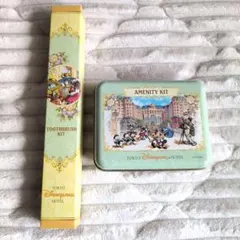 TOOTHBRUSH
KIT
TOKYO
Disneyland
HOTEL
AMENITY KIT
TOKYO Disneyland HOTEL